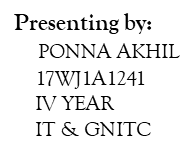 Presenting by:
PONNA AKHIL
17WJ1A1241
IV YEAR
IT & GNITC